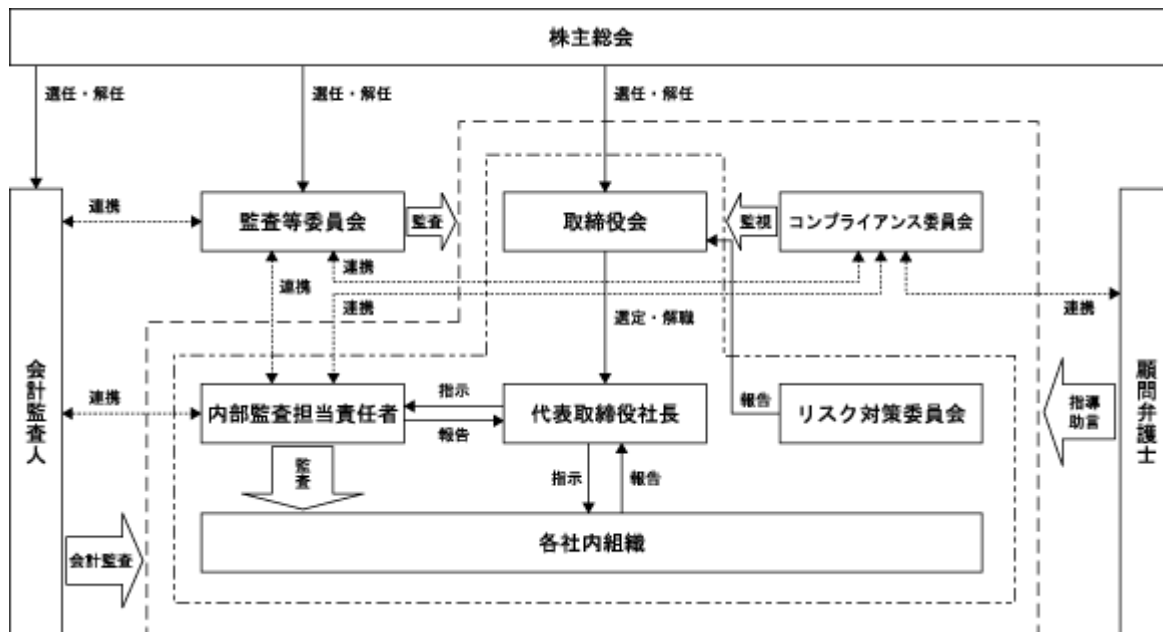 株主総会
選任・解任
選任・解任
選任・解任
監査等委員会
取締役会
コンプライアンス委員会
連携
監査
監視
連携
連携
連携
連携
選定・解職
会計監査人
顧問弁護士
連携
内部監査担当責任者
指示
報告
代表取締役社長
報告
リスク対策委員会
指導
助言
監査
指示
報告
各社内組織
会計監査